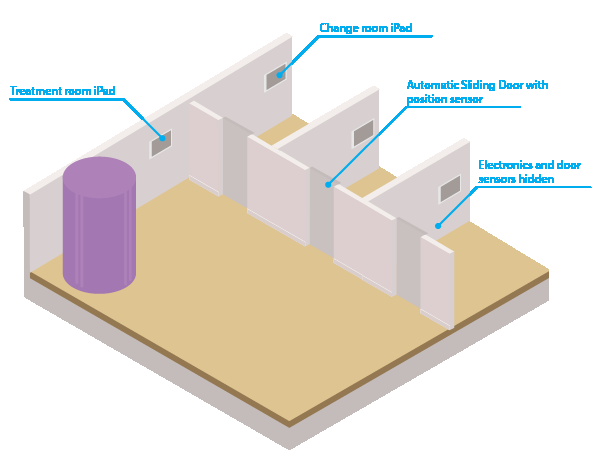 Change room iPad
Treatment room iPad
Automatic Sliding Door with
position sensor
Electronics and door
sensors hidden